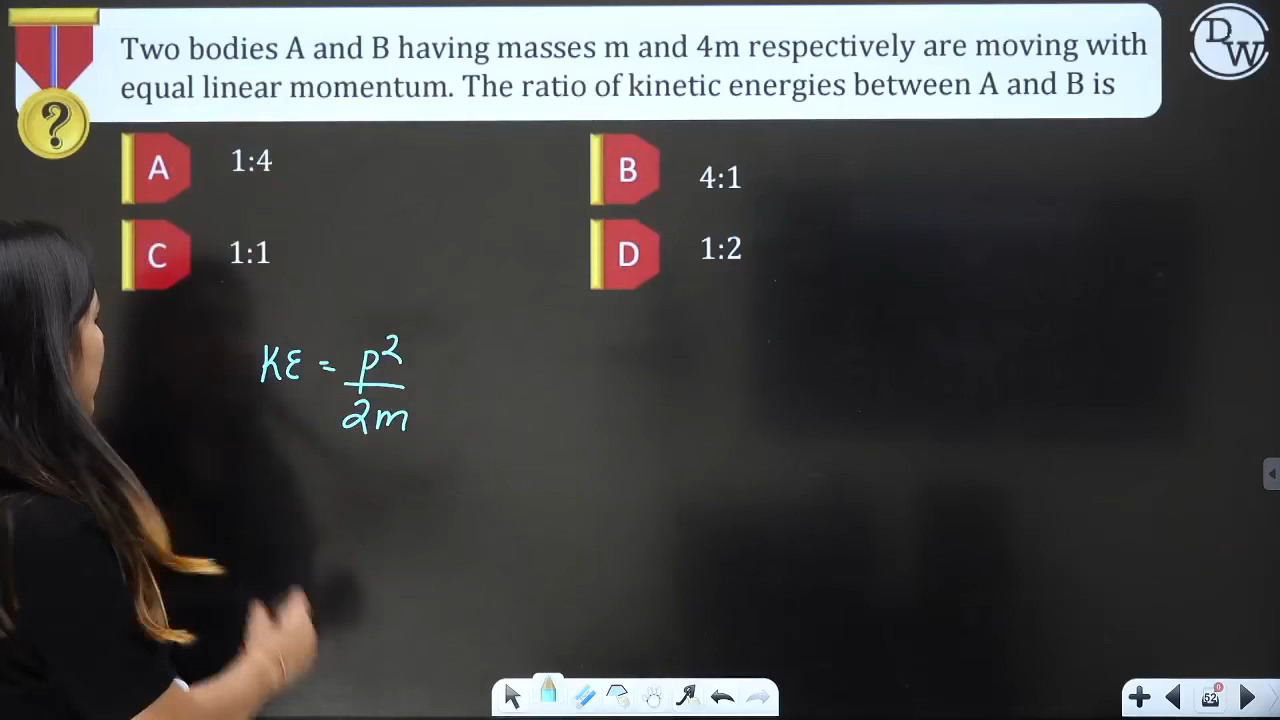 Two bodies A and B having masses m and 4m respectively are moving with
equal linear momentum. The ratio of kinetic energies between A and B is
A 1:4
B 4:1
C 1:1
D 1:2
KE = p²
2m
?
D
W
52
0